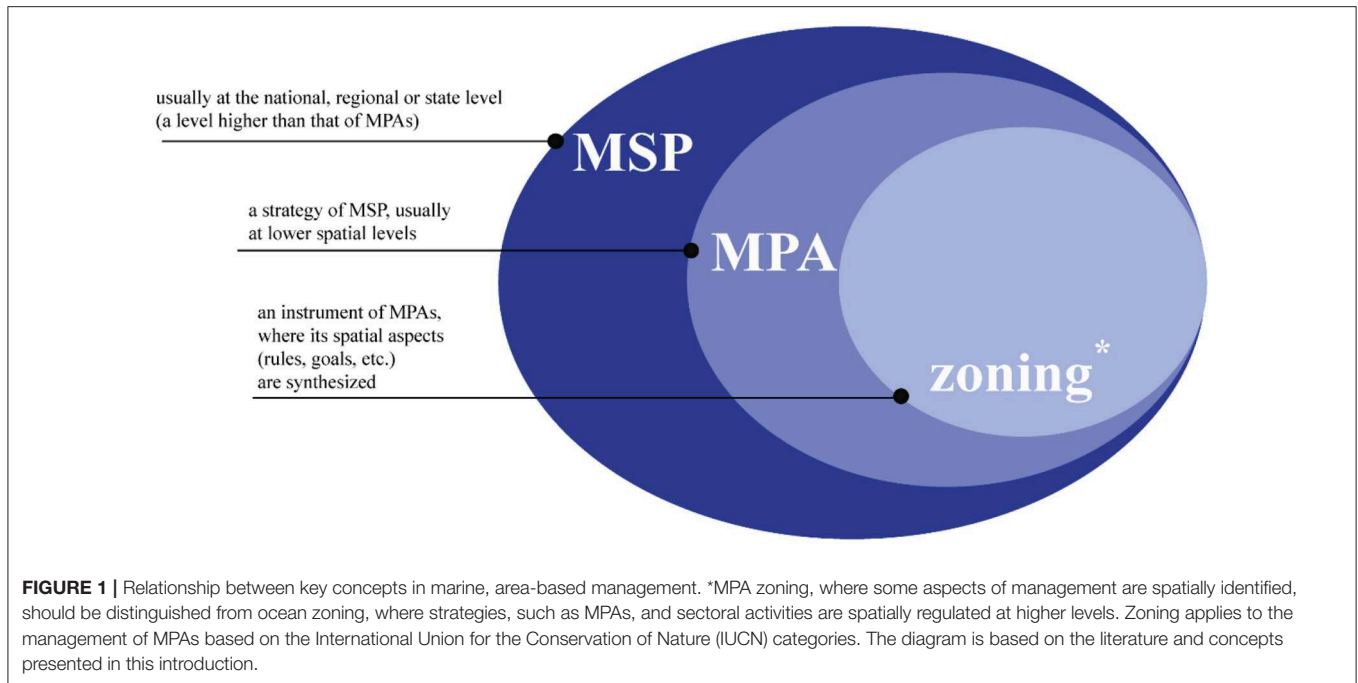 usually at the national, regional or state level
(a level higher than that of MPAs)
MSP
a strategy of MSP, usually
at lower spatial levels
MPA
an instrument of MPAs,
where its spatial aspects
(rules, goals, etc.)
are synthesized
zoning*
FIGURE 1 | Relationship between key concepts in marine, area-based management. *MPA zoning, where some aspects of management are spatially identified,
should be distinguished from ocean zoning, where strategies, such as MPAs, and sectoral activities are spatially regulated at higher levels. Zoning applies to the
management of MPAs based on the International Union for the Conservation of Nature (IUCN) categories. The diagram is based on the literature and concepts
presented in this introduction.